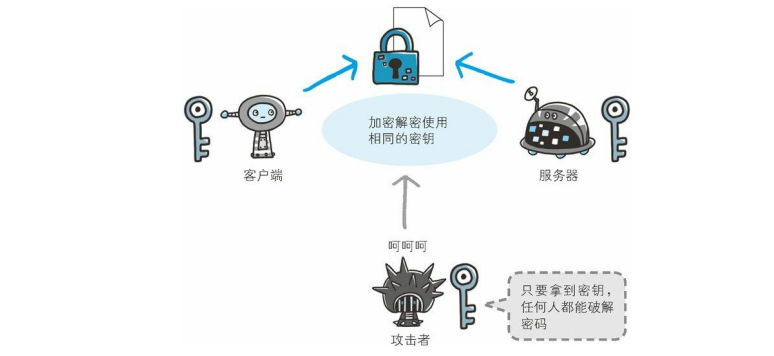 加密解密使用
相同的密钥
客户端
服务器
呵呵呵
只要拿到密钥，
任何人都能破解
密码
攻击者